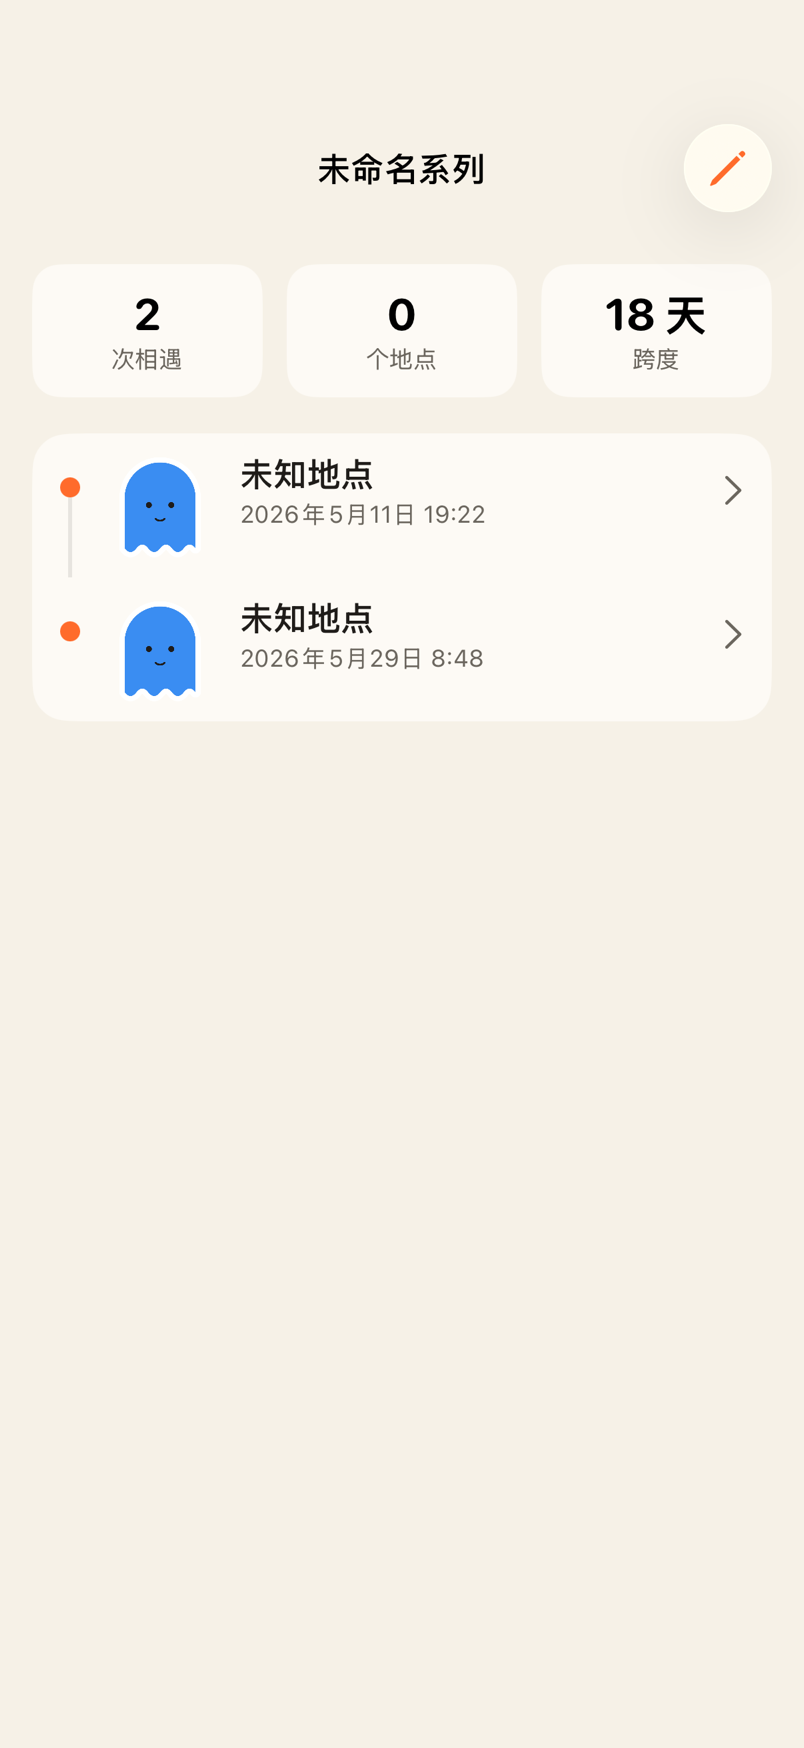 未命名系列
2
次相遇
0
个地点
18 天
跨度
未知地点
2026年5月11日 19:22
未知地点
2026年5月29日 8:48